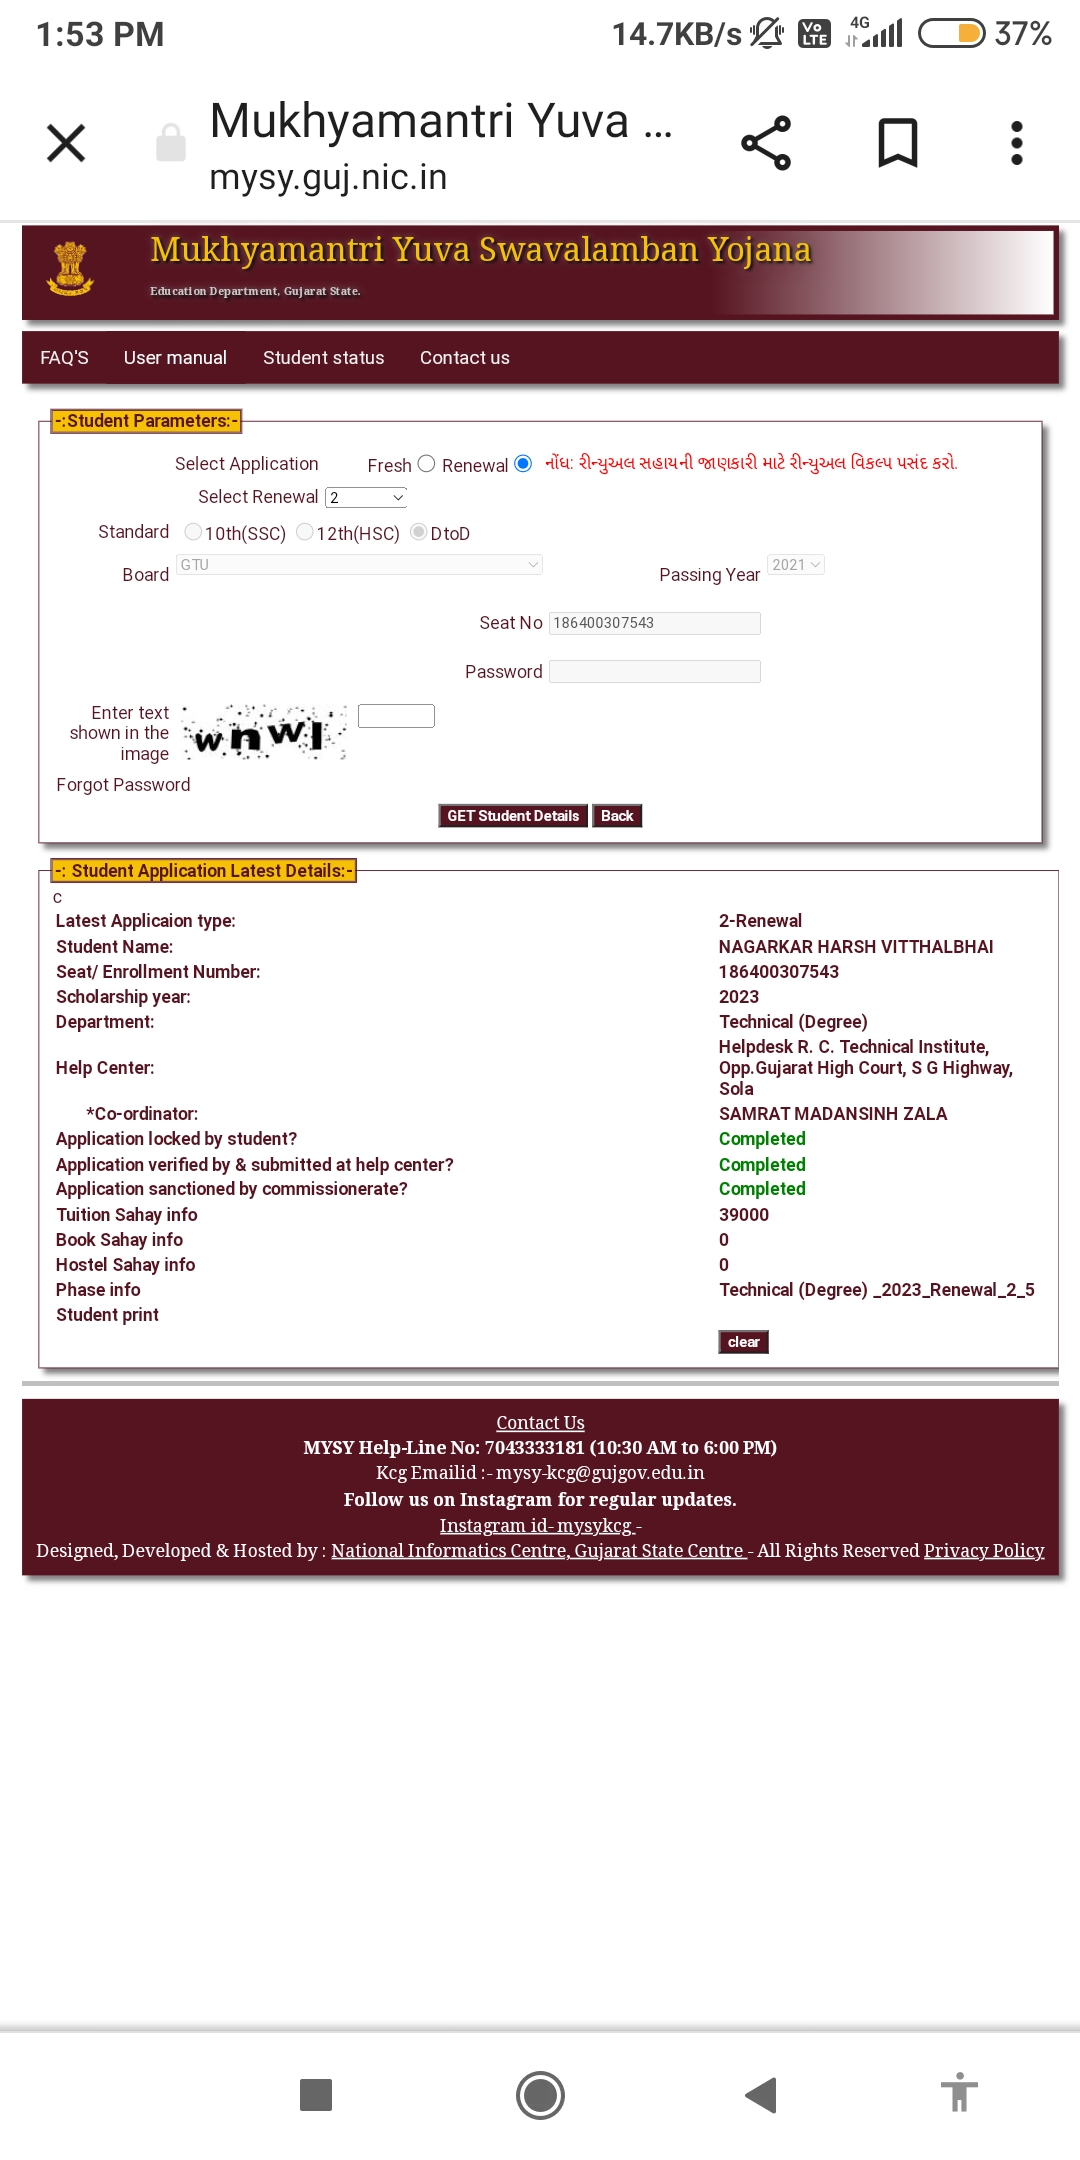 1:53 PM 14.7KB/s Vo LTE 4G 37%
Mukhyamantri Yuva ...
mysy.guj.nic.in
Mukhyamantri Yuva Swavalamban Yojana
Education Department, Gujarat State.
FAQ'S User manual Student status Contact us
-:Student Parameters:-
Select Application Fresh Renewal નોંધ: રીન્યુઅલ સહાયની જાણકારી માટે રીન્યુઅલ વિકલ્પ પસંદ કરો.
Select Renewal 2
Standard 10th(SSC) 12th(HSC) DtoD
Board GTU Passing Year 2021
Seat No 186400307543
Password
Enter text shown in the image wnwl
Forgot Password
GET Student Details Back
-: Student Application Latest Details:-
c
Latest Applicaion type: 2-Renewal
Student Name: NAGARKAR HARSH VITTHALBHAI
Seat/ Enrollment Number: 186400307543
Scholarship year: 2023
Department: Technical (Degree)
Help Center: Helpdesk R. C. Technical Institute, Opp.Gujarat High Court, S G Highway, Sola
*Co-ordinator: SAMRAT MADANSINH ZALA
Application locked by student? Completed
Application verified by & submitted at help center? Completed
Application sanctioned by commissionerate? Completed
Tuition Sahay info 39000
Book Sahay info 0
Hostel Sahay info 0
Phase info Technical (Degree) _2023_Renewal_2_5
Student print
clear
Contact Us
MYSY Help-Line No: 7043333181 (10:30 AM to 6:00 PM)
Kcg Emailid :- mysy-kcg@gujgov.edu.in
Follow us on Instagram for regular updates.
Instagram id- mysykcg -
Designed, Developed & Hosted by : National Informatics Centre, Gujarat State Centre - All Rights Reserved Privacy Policy